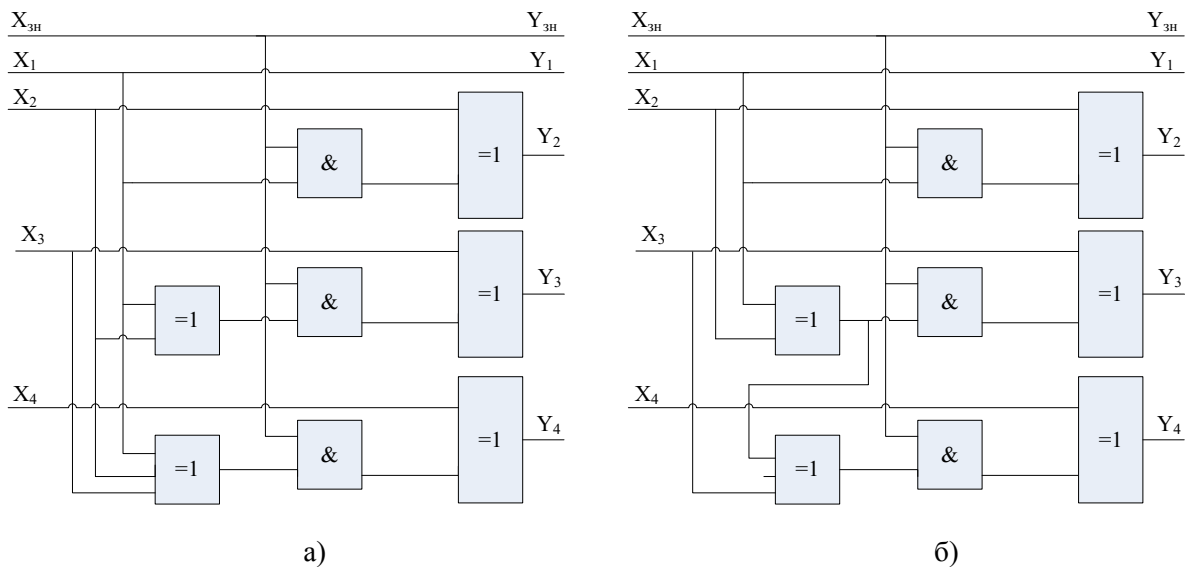 Xзн Yзн
X1 Y1
X2
& =1 Y2
X3
=1 & =1 Y3
X4
=1 & =1 Y4
а)
Xзн Yзн
X1 Y1
X2
& =1 Y2
X3
=1 & =1 Y3
X4
=1 & =1 Y4
б)